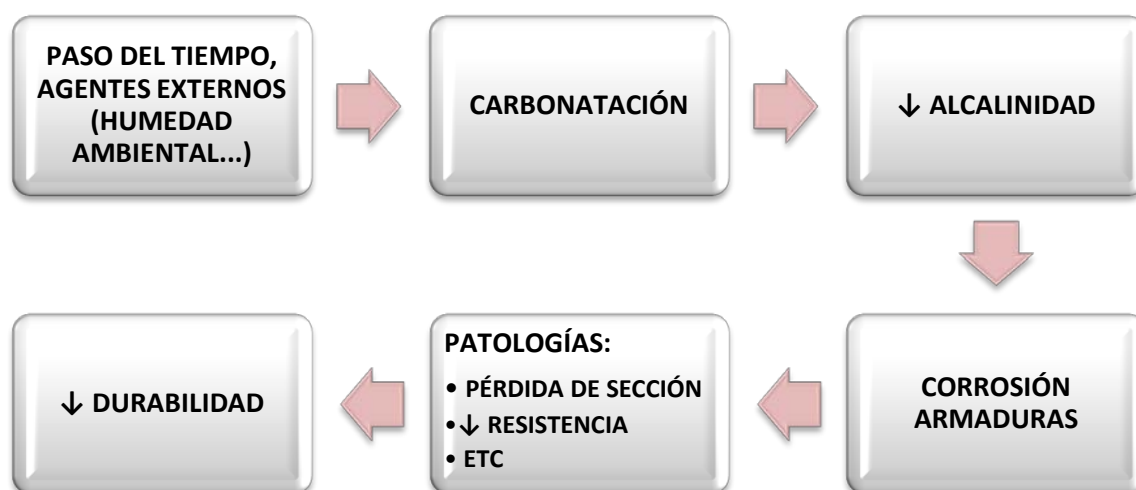 PASO DEL TIEMPO,
AGENTES EXTERNOS
(HUMEDAD
AMBIENTAL...)
CARBONATACIÓN
↓ ALCALINIDAD
CORROSIÓN
ARMADURAS
PATOLOGÍAS:
• PÉRDIDA DE SECCIÓN
•↓ RESISTENCIA
• ETC
↓ DURABILIDAD